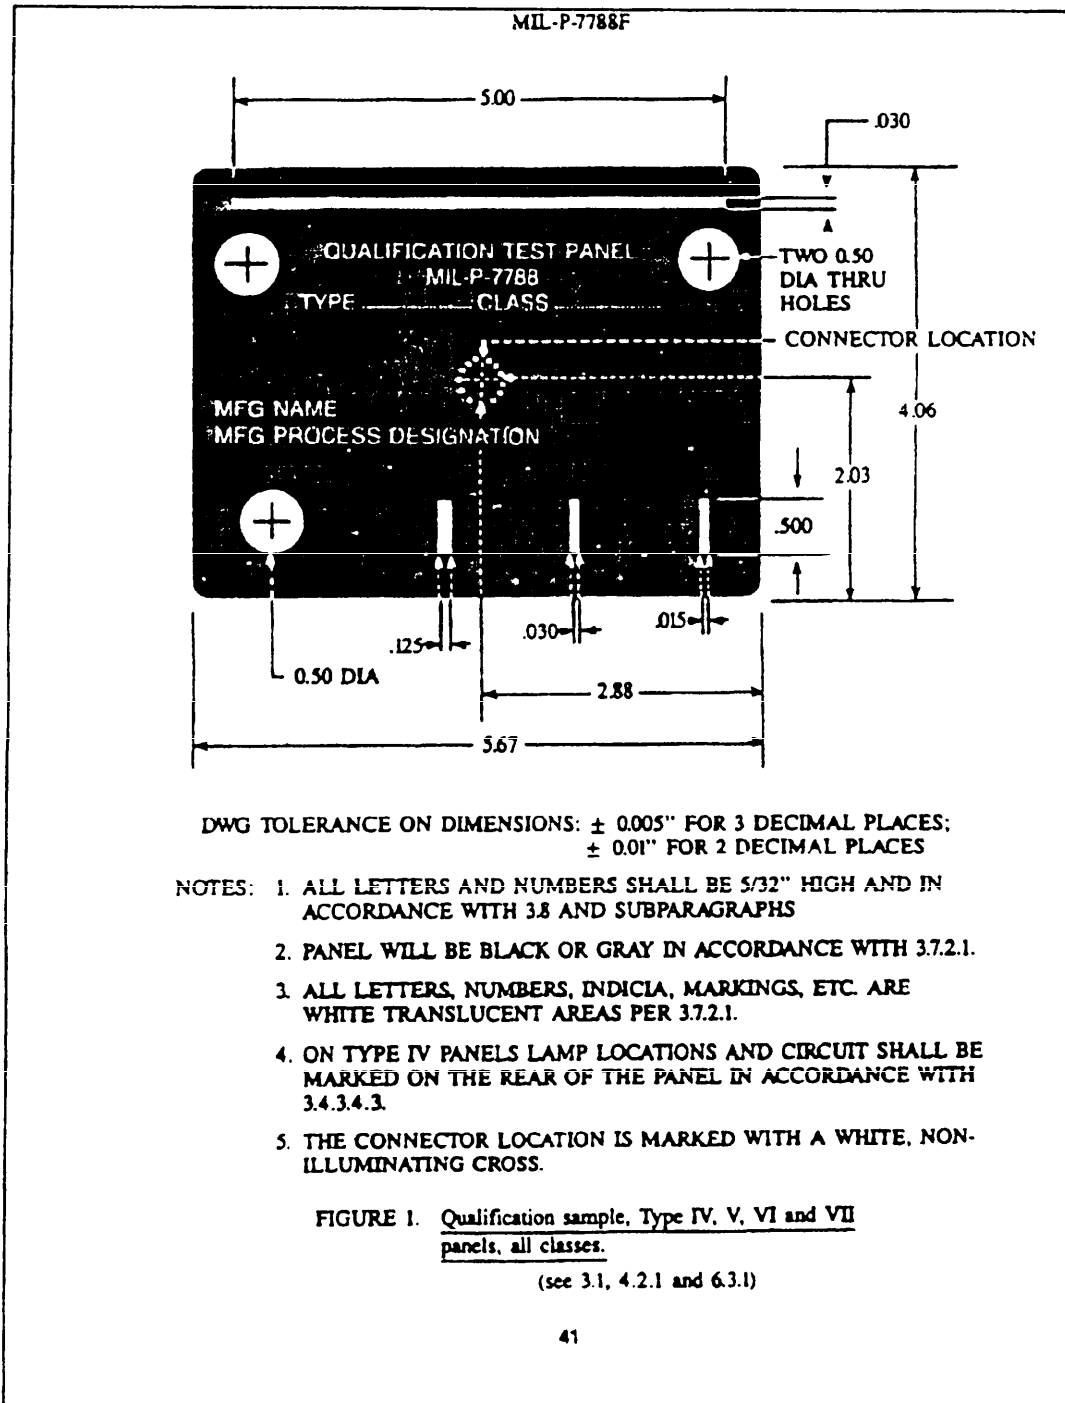 MIL-P-7788F
5.00
.030
QUALIFICATION TEST PANEL
MIL-P-7788
TYPE CLASS
TWO 0.50
DIA THRU
HOLES
CONNECTOR LOCATION
MFG NAME
MFG PROCESS DESIGNATION
4.06
2.03
.500
.125
.030
.015
0.50 DIA
2.88
5.67
DWG TOLERANCE ON DIMENSIONS: ± 0.005" FOR 3 DECIMAL PLACES;
± 0.01" FOR 2 DECIMAL PLACES
NOTES: 1. ALL LETTERS AND NUMBERS SHALL BE 5/32" HIGH AND IN
ACCORDANCE WITH 3.8 AND SUBPARAGRAPHS
2. PANEL WILL BE BLACK OR GRAY IN ACCORDANCE WITH 3.7.2.1.
3. ALL LETTERS, NUMBERS, INDICIA, MARKINGS, ETC. ARE
WHITE TRANSLUCENT AREAS PER 3.7.2.1.
4. ON TYPE IV PANELS LAMP LOCATIONS AND CIRCUIT SHALL BE
MARKED ON THE REAR OF THE PANEL IN ACCORDANCE WITH
3.4.3.4.3.
5. THE CONNECTOR LOCATION IS MARKED WITH A WHITE, NON-
ILLUMINATING CROSS.
FIGURE 1. Qualification sample, Type IV, V, VI and VII
panels, all classes.
(see 3.1, 4.2.1 and 6.3.1)
41